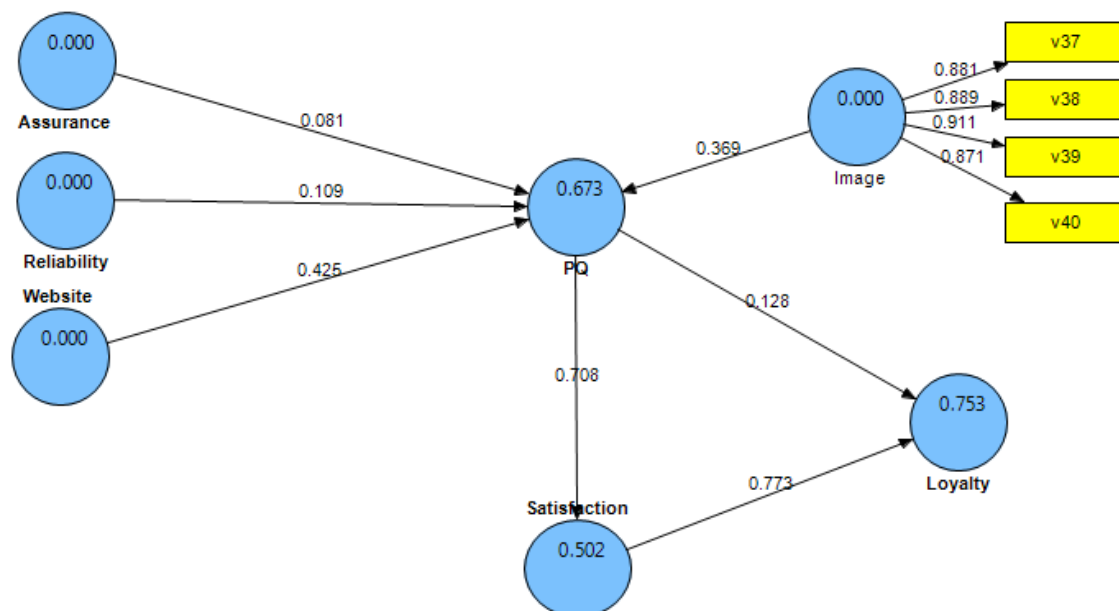 0.000
Assurance
0.081
0.000
Reliability
0.109
Website
0.000
0.425
0.673
PQ
0.369
0.000
Image
0.881
v37
0.889
v38
0.911
v39
0.871
v40
0.128
0.708
0.753
Loyalty
0.773
Satisfaction
0.502